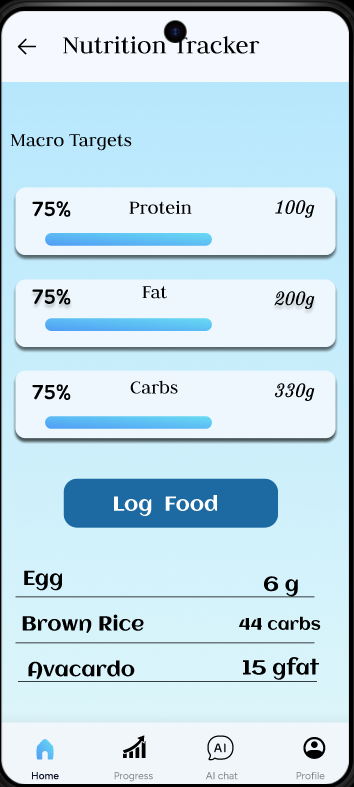 Nutrition Tracker
Macro Targets
75% Protein 100g
75% Fat 200g
75% Carbs 330g
Log Food
Egg 6 g
Brown Rice 44 carbs
Avacardo 15 gfat
AI
Home Progress AI chat Profile